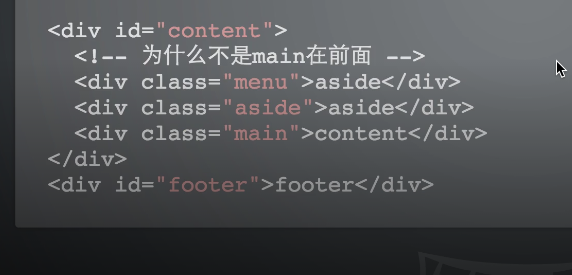 <div id="content">
<!-- 为什么不是main在前面 -->
<div class="menu">aside</div>
<div class="aside">aside</div>
<div class="main">content</div>
</div>
<div id="footer">footer</div>